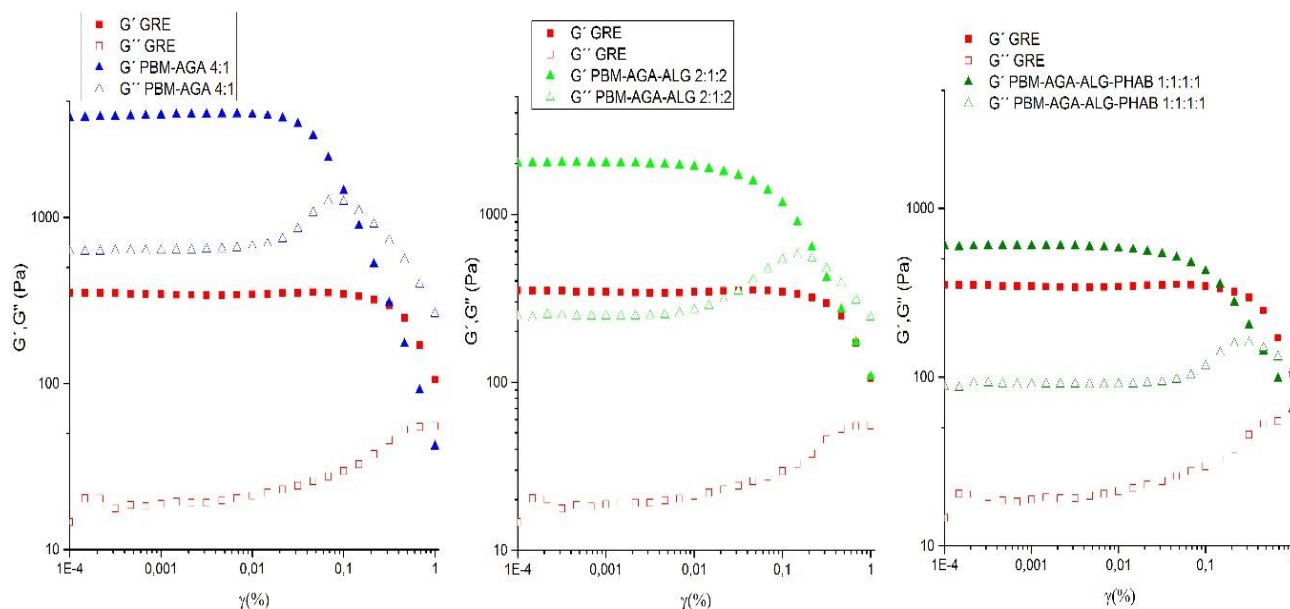 G´ GRE
G´´ GRE
G´ PBM-AGA 4:1
G´´ PBM-AGA 4:1
1000
100
10
G´,G'' (Pa)
1E-4
0,001
0,01
0,1
1
γ(%)
G´ GRE
G´´ GRE
G´ PBM-AGA-ALG 2:1:2
G´´ PBM-AGA-ALG 2:1:2
1000
100
10
G´,G'' (Pa)
1E-4
0,001
0,01
0,1
1
γ(%)
G´ GRE
G´´ GRE
G´ PBM-AGA-ALG-PHAB 1:1:1:1
G´´ PBM-AGA-ALG-PHAB 1:1:1:1
1000
100
10
G´,G'' (Pa)
1E-4
0,001
0,01
0,1
1
γ(%)